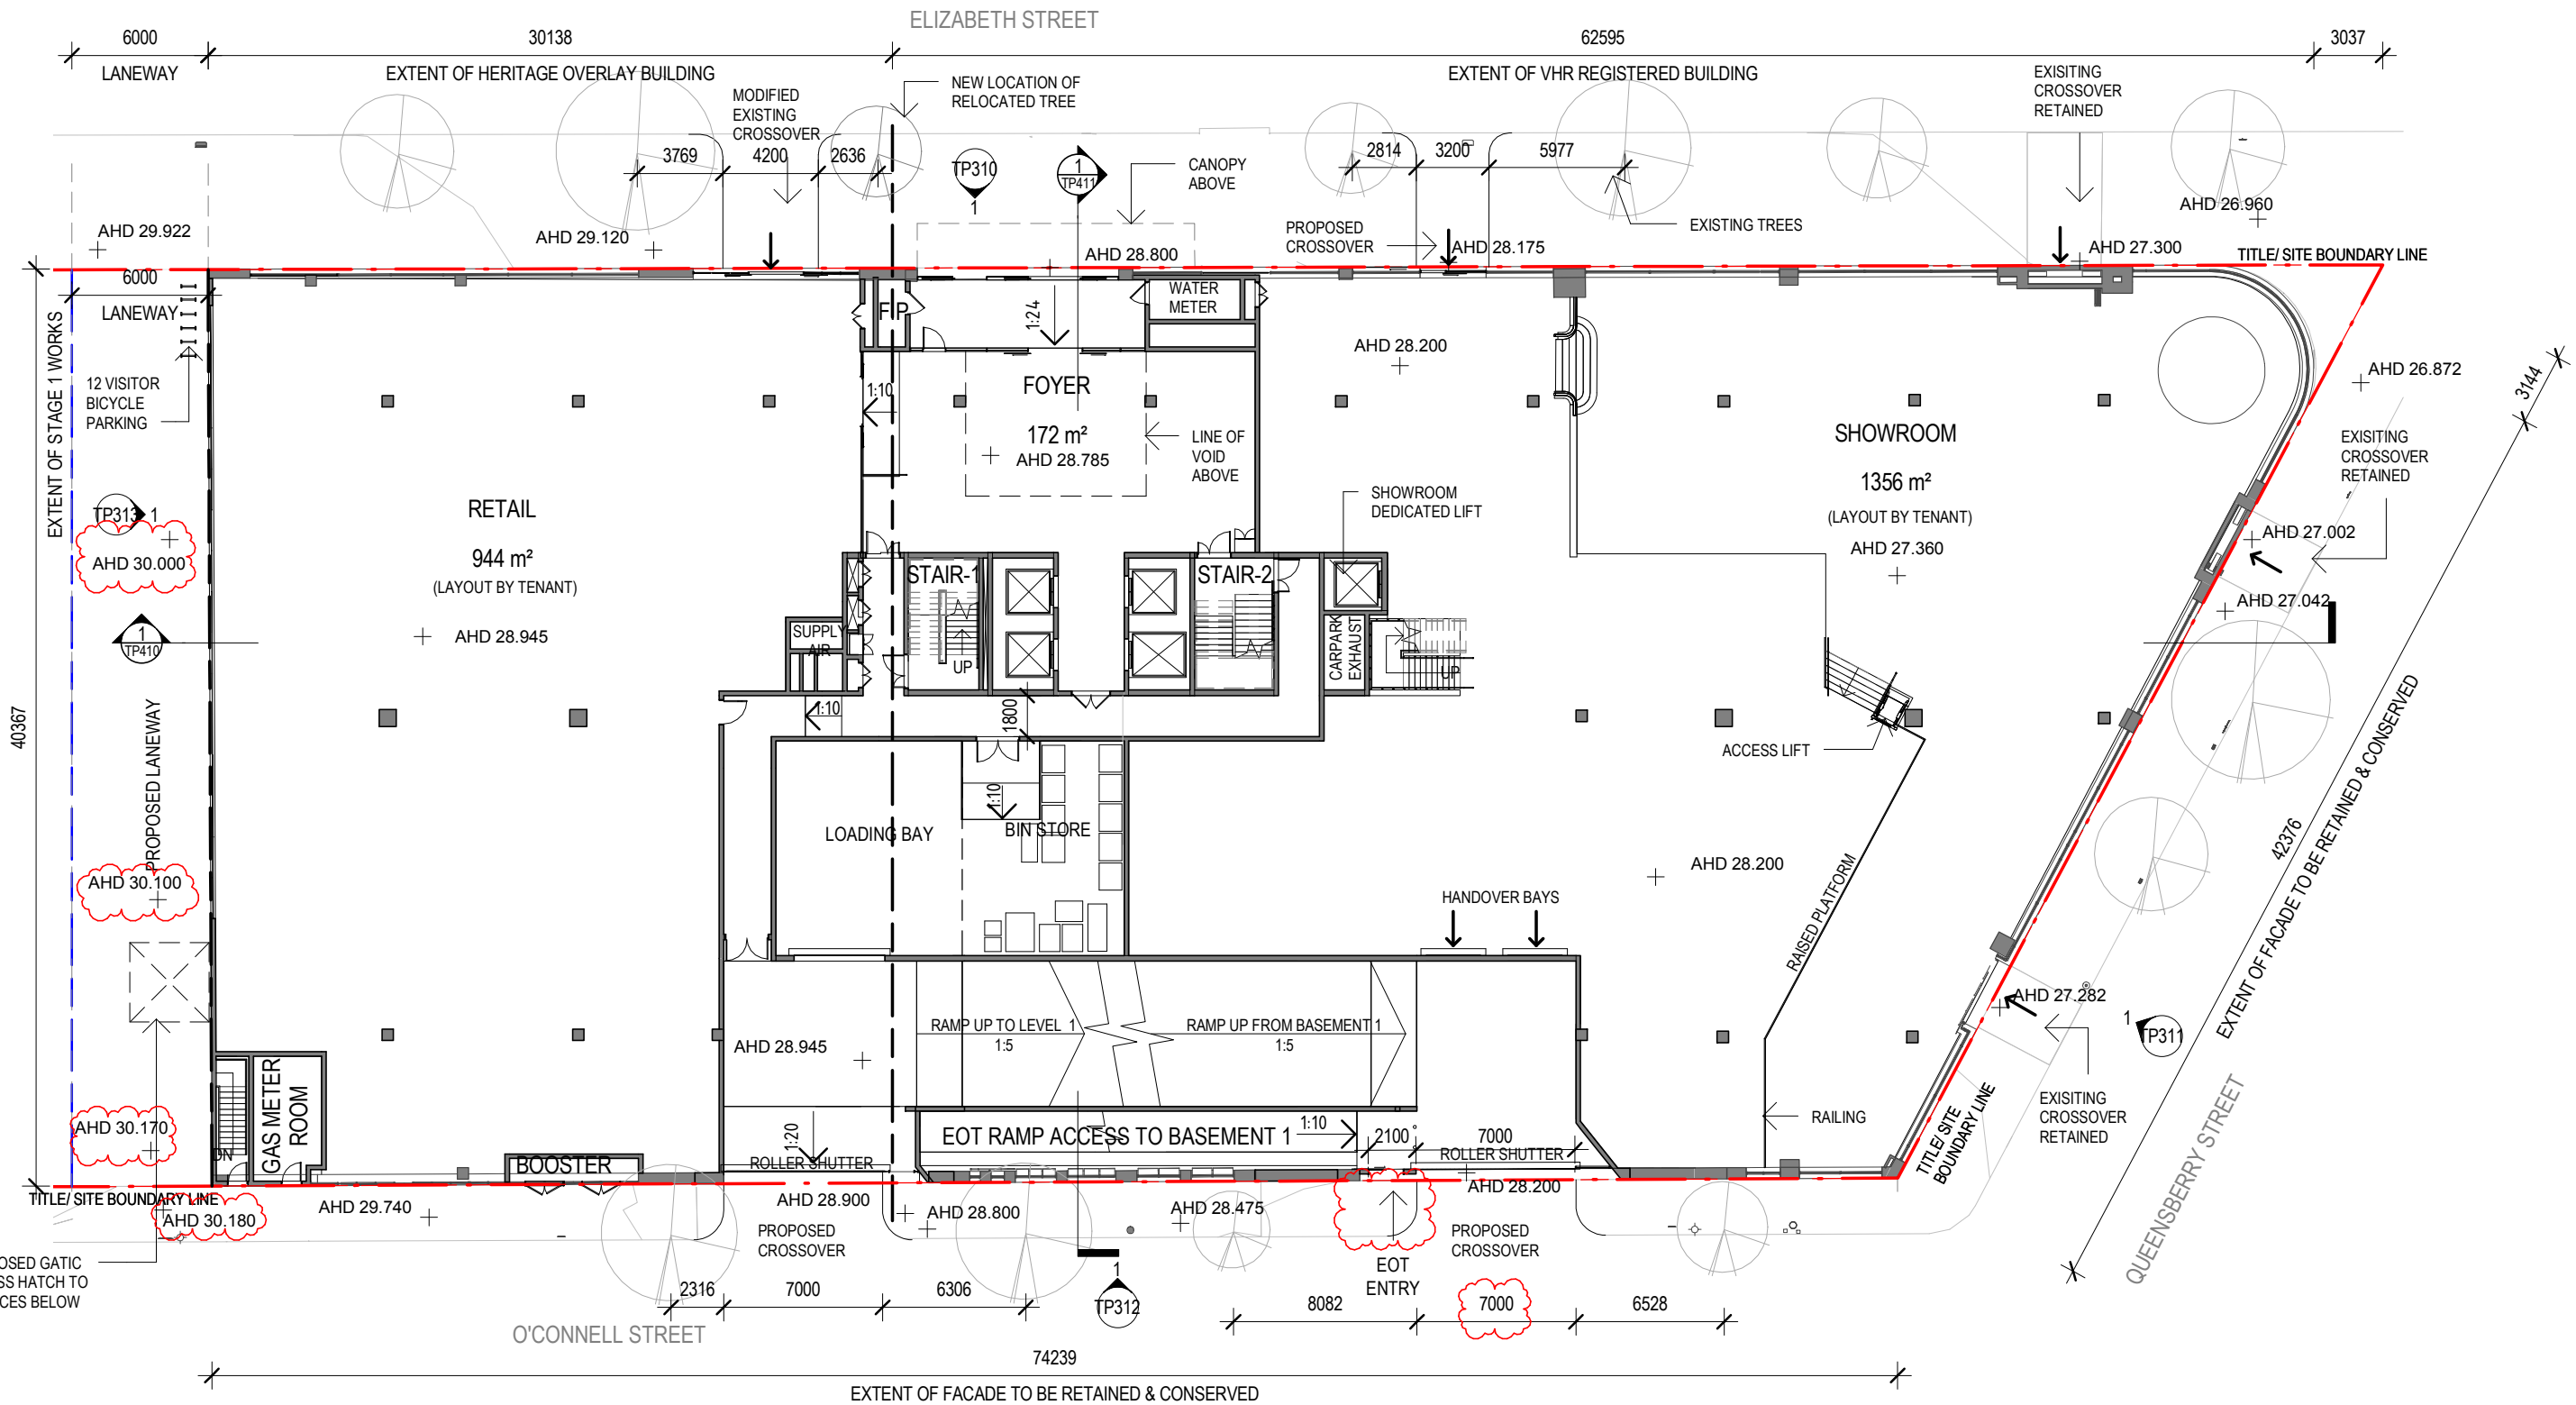 ELIZABETH STREET
6000
30138
62595
3037
LANEWAY
EXTENT OF HERITAGE OVERLAY BUILDING
EXTENT OF VHR REGISTERED BUILDING
MODIFIED
EXISTING
CROSSOVER
NEW LOCATION OF
RELOCATED TREE
EXISITING
CROSSOVER
RETAINED
3769
4200
2636
TP310
1
1
TP411
CANOPY
ABOVE
2814
3200
5977
EXISTING TREES
PROPOSED
CROSSOVER
AHD 29.922
AHD 29.120
AHD 28.800
AHD 28.175
AHD 26.960
AHD 27.300
TITLE/ SITE BOUNDARY LINE
6000
LANEWAY
EXTENT OF STAGE 1 WORKS
12 VISITOR
BICYCLE
PARKING
FIP
1:24
WATER
METER
AHD 28.200
AHD 26.872
3144
1:10
FOYER
172 m²
AHD 28.785
LINE OF
VOID
ABOVE
SHOWROOM
1356 m²
(LAYOUT BY TENANT)
AHD 27.360
EXISITING
CROSSOVER
RETAINED
RETAIL
944 m²
(LAYOUT BY TENANT)
AHD 28.945
SHOWROOM
DEDICATED LIFT
TP313
1
AHD 30.000
AHD 27.002
AHD 27.042
STAIR-1
STAIR-2
1
TP410
SUPPLY
AIR
UP
CARPARK
EXHAUST
UP
40367
1:10
1800
ACCESS LIFT
PROPOSED LANEWAY
LOADING BAY
1:10
BIN STORE
AHD 30.100
AHD 28.200
HANDOVER BAYS
RAISED PLATFORM
42376
EXTENT OF FACADE TO BE RETAINED & CONSERVED
AHD 27.282
1
TP311
AHD 28.945
RAMP UP TO LEVEL 1
1:5
RAMP UP FROM BASEMENT 1
1:5
GAS METER
ROOM
DN
AHD 30.170
BOOSTER
1:20
ROLLER SHUTTER
EOT RAMP ACCESS TO BASEMENT 1
1:10
2100
7000
ROLLER SHUTTER
RAILING
TITLE/ SITE
BOUNDARY LINE
EXISITING
CROSSOVER
RETAINED
QUEENSBERRY STREET
TITLE/ SITE BOUNDARY LINE
AHD 30.180
AHD 29.740
AHD 28.900
AHD 28.800
AHD 28.475
AHD 28.200
PROPOSED
CROSSOVER
PROPOSED
CROSSOVER
EOT
ENTRY
OSED GATIC
SS HATCH TO
CES BELOW
2316
7000
6306
1
TP312
8082
7000
6528
O'CONNELL STREET
74239
EXTENT OF FACADE TO BE RETAINED & CONSERVED